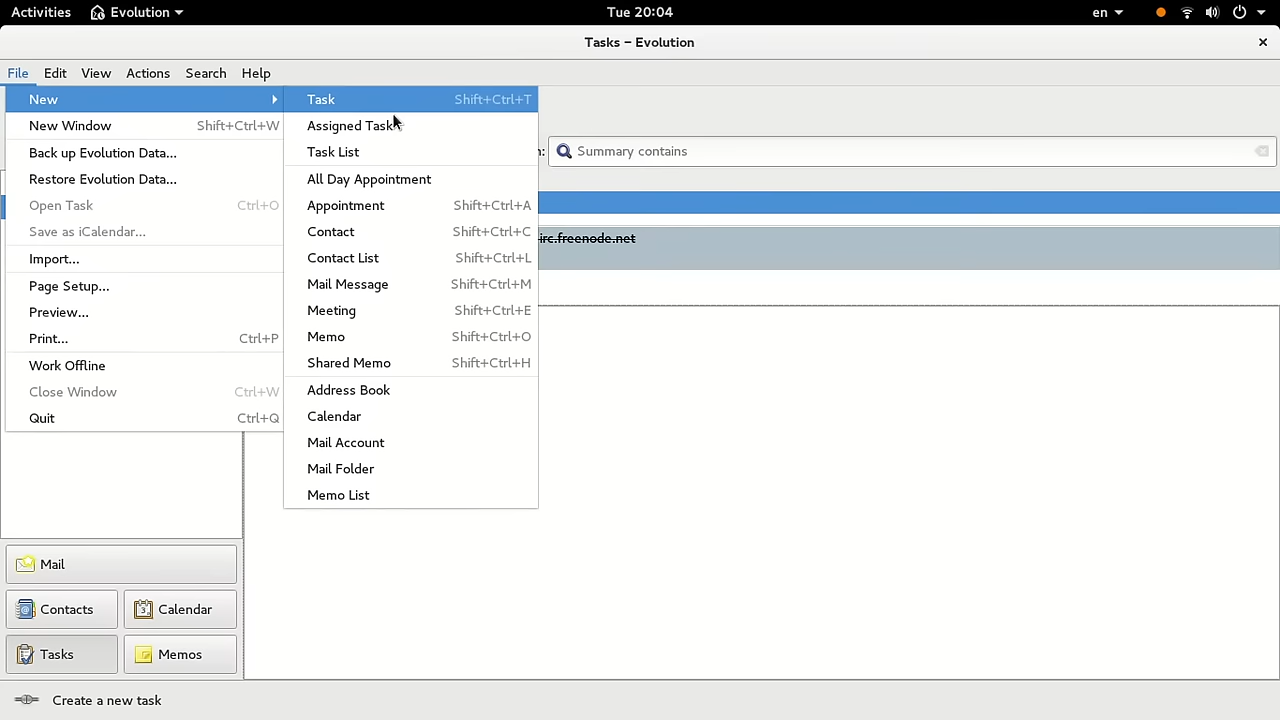 Activities Evolution Tue 20:04 en
Tasks – Evolution
File Edit View Actions Search Help
New
New Window Shift+Ctrl+W
Back up Evolution Data...
Restore Evolution Data...
Open Task Ctrl+O
Save as iCalendar...
Import...
Page Setup...
Preview...
Print... Ctrl+P
Work Offline
Close Window Ctrl+W
Quit Ctrl+Q
Task Shift+Ctrl+T
Assigned Task
Task List
All Day Appointment
Appointment Shift+Ctrl+A
Contact Shift+Ctrl+C
Contact List Shift+Ctrl+L
Mail Message Shift+Ctrl+M
Meeting Shift+Ctrl+E
Memo Shift+Ctrl+O
Shared Memo Shift+Ctrl+H
Address Book
Calendar
Mail Account
Mail Folder
Memo List
Summary contains
irc.freenode.net
Mail
Contacts Calendar
Tasks Memos
Create a new task